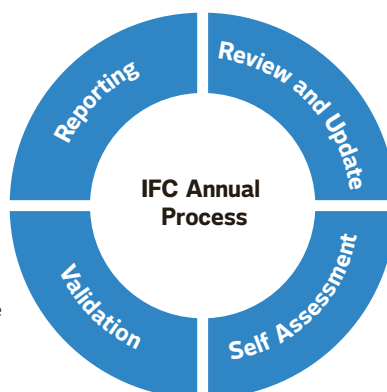 Reporting
Review and Update
IFC Annual
Process
Validation
Self Assessment
e